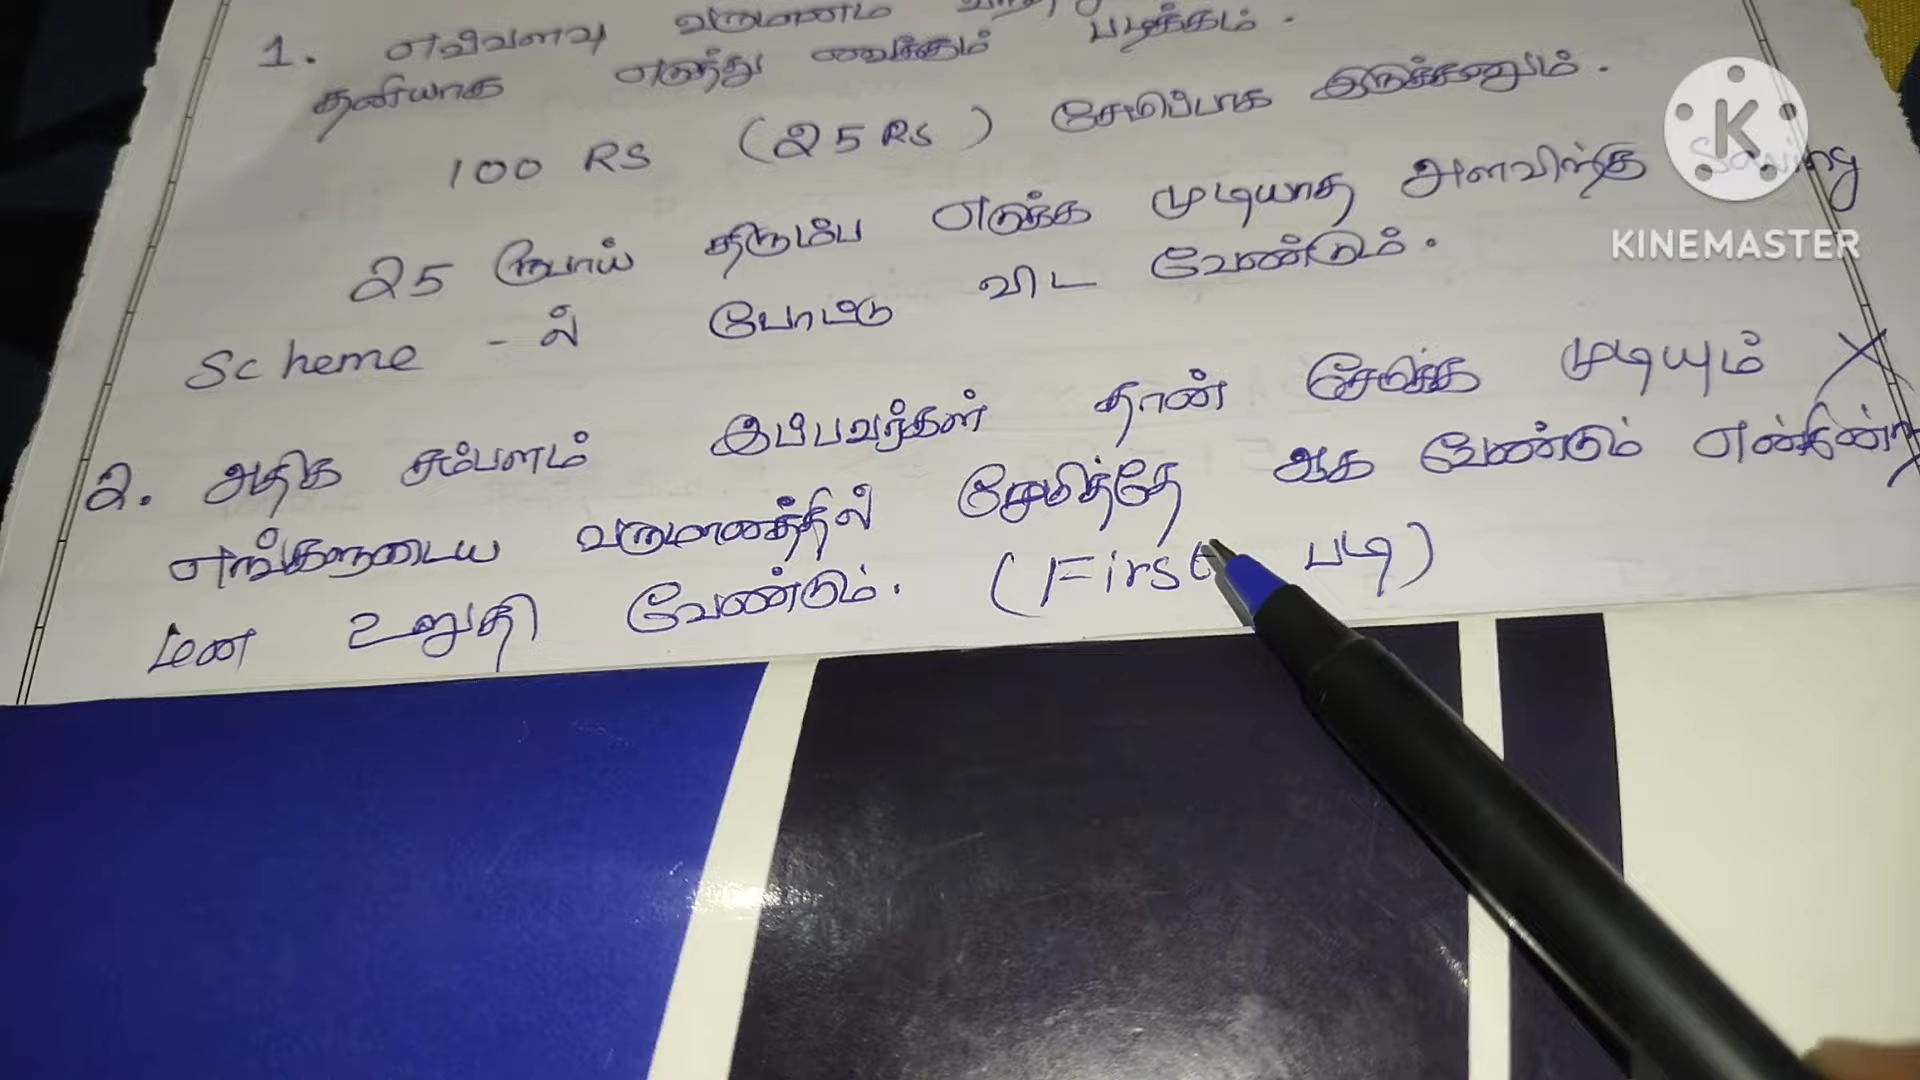 1. எவ்வளவு வருமானம்
தனியாக எடுத்து வைக்கும் பழக்கம்.
100 RS (25 RS) சேமிப்பாக இருக்கணும்.
25 ரூபாய் திரும்ப எடுக்க முடியாத அளவிற்கு Saving
Scheme - ல் போட்டு விட வேண்டும்.
2. அதிக சம்பளம் இருப்பவர்கள் தான் சேமிக்க முடியும் X
எங்களுடைய வருமானத்தில் சேமித்தே ஆக வேண்டும் என்கின்ற
மன உறுதி வேண்டும். (First படி)
KINEMASTER